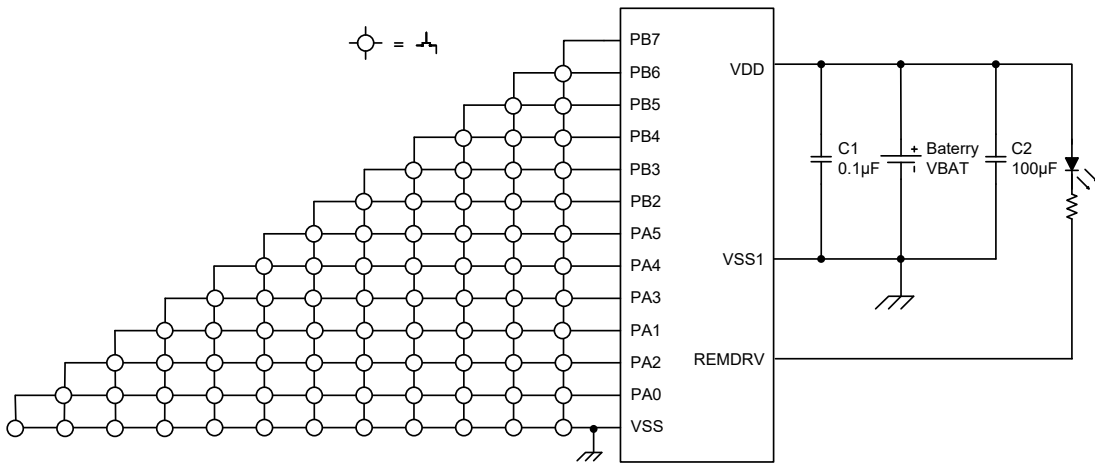 =
PB7
PB6
PB5
PB4
PB3
PB2
PA5
PA4
PA3
PA1
PA2
PA0
VSS
VDD
VSS1
REMDRV
C1
0.1µF
+ Baterry
- VBAT
C2
100µF